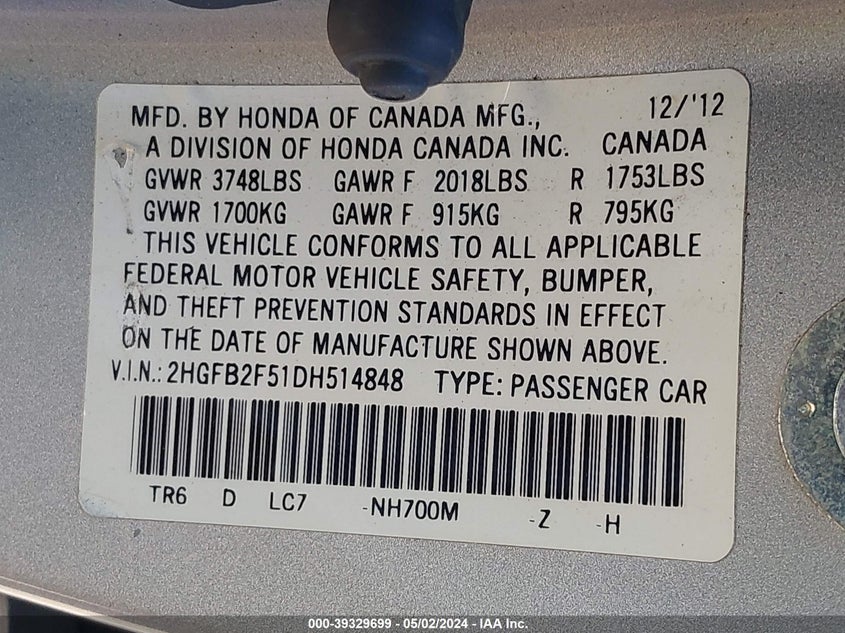 MFD. BY HONDA OF CANADA MFG., 12/'12
A DIVISION OF HONDA CANADA INC. CANADA
GVWR 3748LBS GAWR F 2018LBS R 1753LBS
GVWR 1700KG GAWR F 915KG R 795KG
THIS VEHICLE CONFORMS TO ALL APPLICABLE
FEDERAL MOTOR VEHICLE SAFETY, BUMPER,
AND THEFT PREVENTION STANDARDS IN EFFECT
ON THE DATE OF MANUFACTURE SHOWN ABOVE.
V.I.N.: 2HGFB2F51DH514848 TYPE: PASSENGER CAR
TR6 D LC7 -NH700M -Z -H
000-39329699 - 05/02/2024 - IAA Inc.